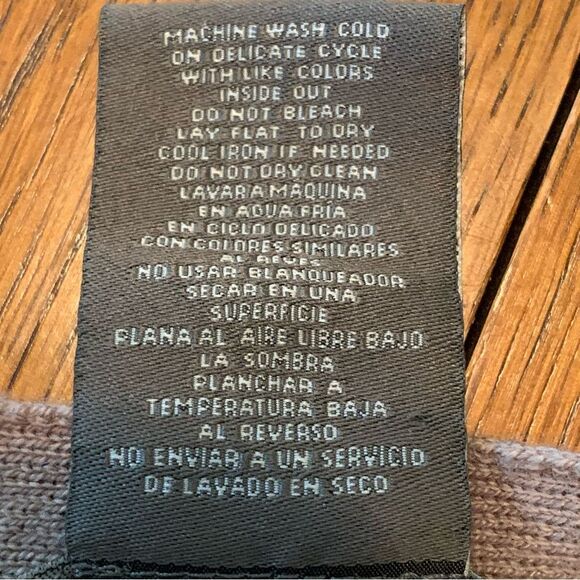 MACHINE WASH COLD
ON DELICATE CYCLE
WITH LIKE COLORS
INSIDE OUT
DO NOT BLEACH
LAY FLAT TO DRY
COOL IRON IF NEEDED
DO NOT DRY CLEAN
LAVAR A MAQUINA
EN AGUA FRÍA
EN CICLO DELICADO
CON COLORES SIMILARES
AL REVES
NO USAR BLANQUEADOR
SECAR EN UNA
SUPERFICIE
PLANA AL AIRE LIBRE BAJO
LA SOMBRA
PLANCHAR A
TEMPERATURA BAJA
AL REVERSO
NO ENVIAR A UN SERVICIO
DE LAVADO EN SECO